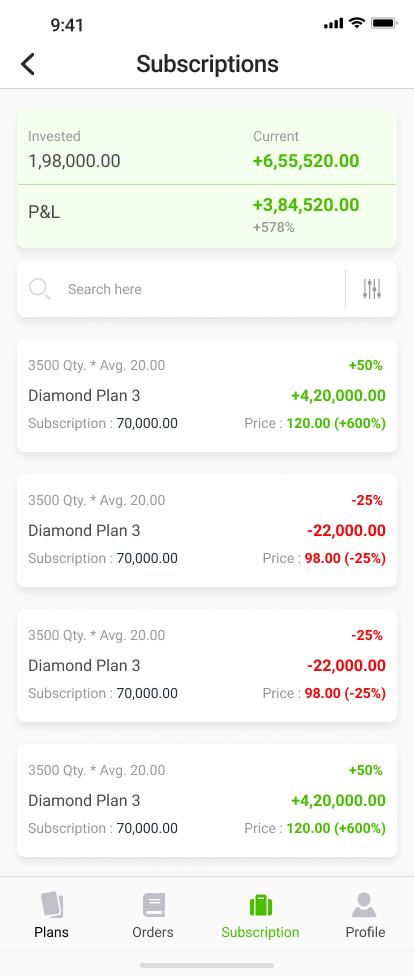 9:41
Subscriptions
Invested Current
1,98,000.00 +6,55,520.00
P&L +3,84,520.00
+578%
Search here
3500 Qty. * Avg. 20.00 +50%
Diamond Plan 3 +4,20,000.00
Subscription : 70,000.00 Price : 120.00 (+600%)
3500 Qty. * Avg. 20.00 -25%
Diamond Plan 3 -22,000.00
Subscription : 70,000.00 Price : 98.00 (-25%)
3500 Qty. * Avg. 20.00 -25%
Diamond Plan 3 -22,000.00
Subscription : 70,000.00 Price : 98.00 (-25%)
3500 Qty. * Avg. 20.00 +50%
Diamond Plan 3 +4,20,000.00
Subscription : 70,000.00 Price : 120.00 (+600%)
Plans Orders Subscription Profile